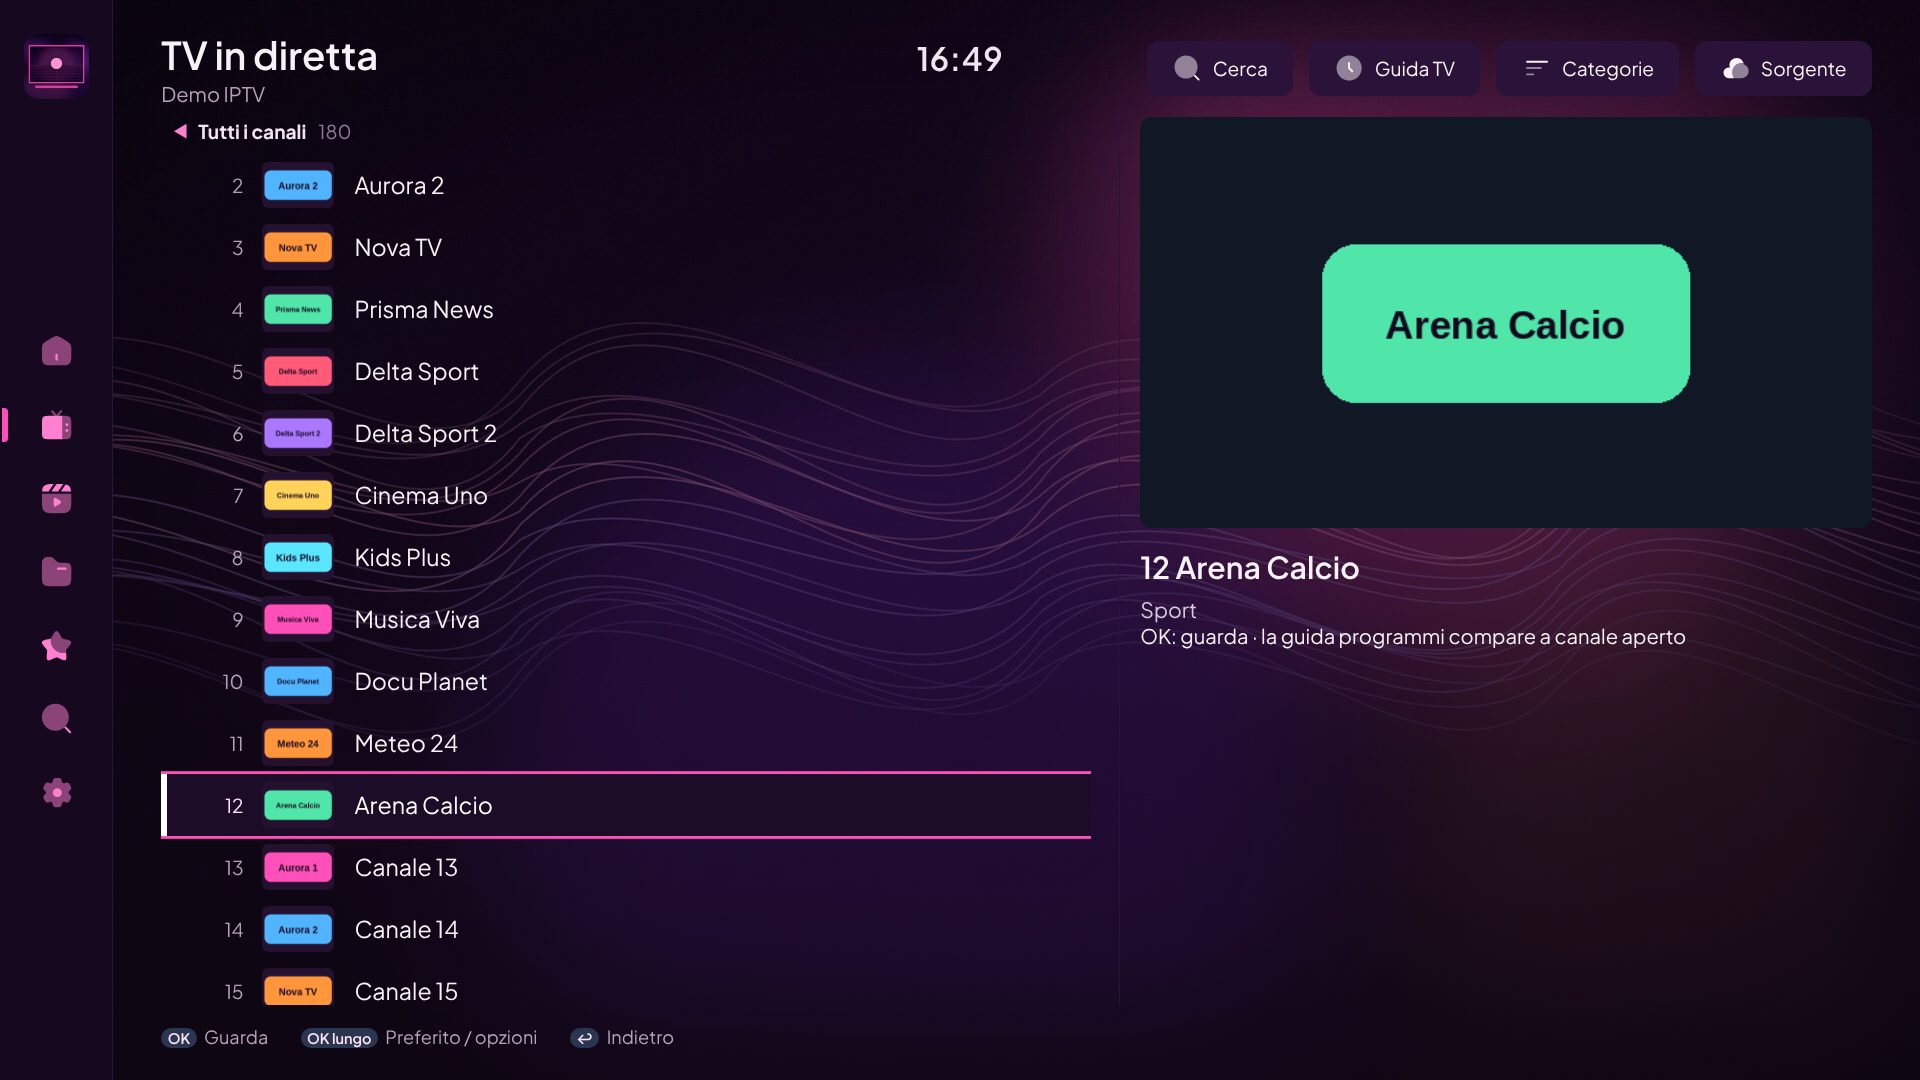 TV in diretta
Demo IPTV
16:49
Cerca
Guida TV
Categorie
Sorgente
Tutti i canali 180
2 Aurora 2 Aurora 2
3 Nova TV Nova TV
4 Prisma News Prisma News
5 Delta Sport Delta Sport
6 Delta Sport 2 Delta Sport 2
7 Cinema Uno Cinema Uno
8 Kids Plus Kids Plus
9 Musica Viva Musica Viva
10 Docu Planet Docu Planet
11 Meteo 24 Meteo 24
12 Arena Calcio Arena Calcio
13 Aurora 1 Canale 13
14 Aurora 2 Canale 14
15 Nova TV Canale 15
Arena Calcio
12 Arena Calcio
Sport
OK: guarda · la guida programmi compare a canale aperto
OK Guarda OK lungo Preferito / opzioni Indietro